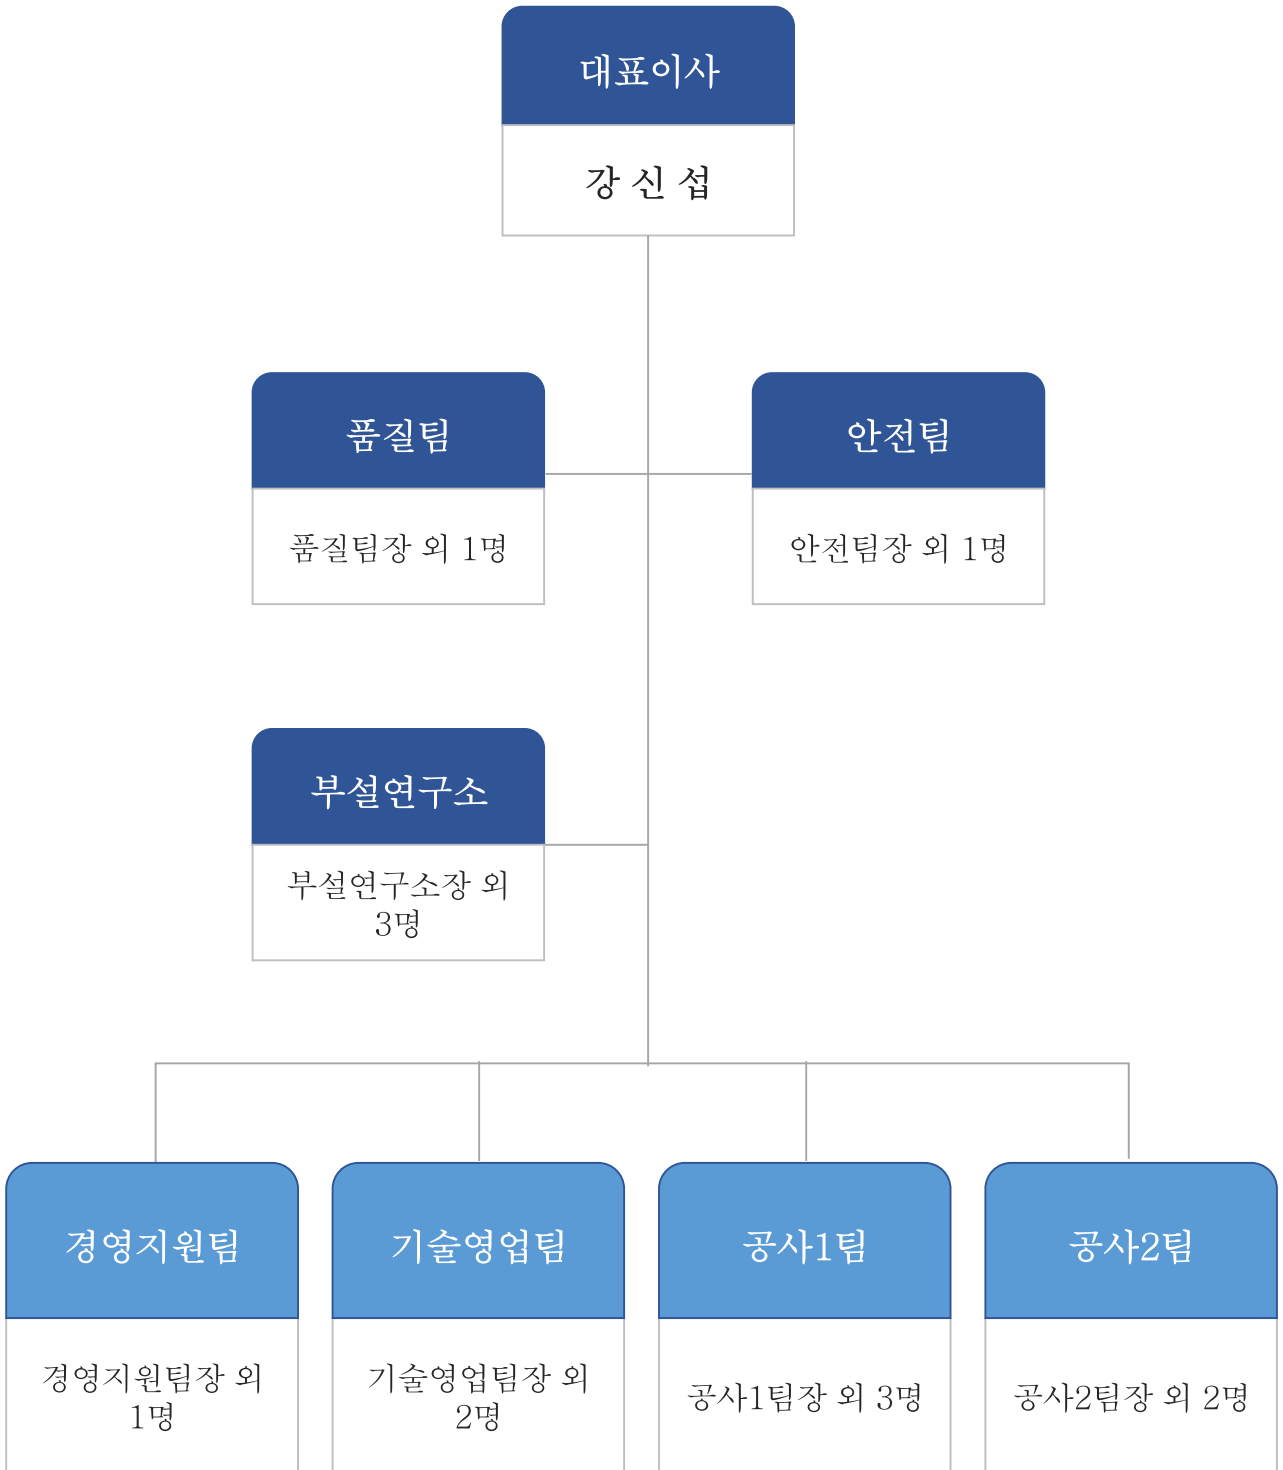 대표이사
강 신 섭
품질팀
안전팀
품질팀장 외 1명
안전팀장 외 1명
부설연구소
부설연구소장 외
3명
경영지원팀
기술영업팀
공사1팀
공사2팀
경영지원팀장 외
1명
기술영업팀장 외
2명
공사1팀장 외 3명
공사2팀장 외 2명